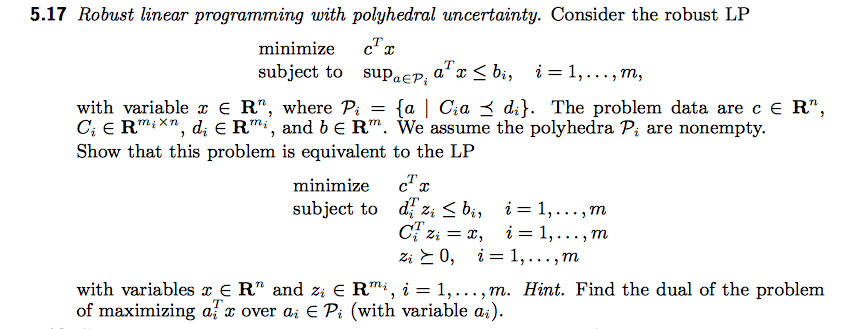 5.17 Robust linear programming with polyhedral uncertainty. Consider the robust LP
minimize c^T x
subject to sup_{a∈𝒫_i} a^T x ≤ b_i, i = 1, . . . , m,
with variable x ∈ R^n, where 𝒫_i = {a | C_i a ⪯ d_i}. The problem data are c ∈ R^n,
C_i ∈ R^{m_i×n}, d_i ∈ R^{m_i}, and b ∈ R^m. We assume the polyhedra 𝒫_i are nonempty.
Show that this problem is equivalent to the LP
minimize c^T x
subject to d_i^T z_i ≤ b_i, i = 1, . . . , m
C_i^T z_i = x, i = 1, . . . , m
z_i ⪰ 0, i = 1, . . . , m
with variables x ∈ R^n and z_i ∈ R^{m_i}, i = 1, . . . , m. Hint. Find the dual of the problem
of maximizing a_i^T x over a_i ∈ 𝒫_i (with variable a_i).